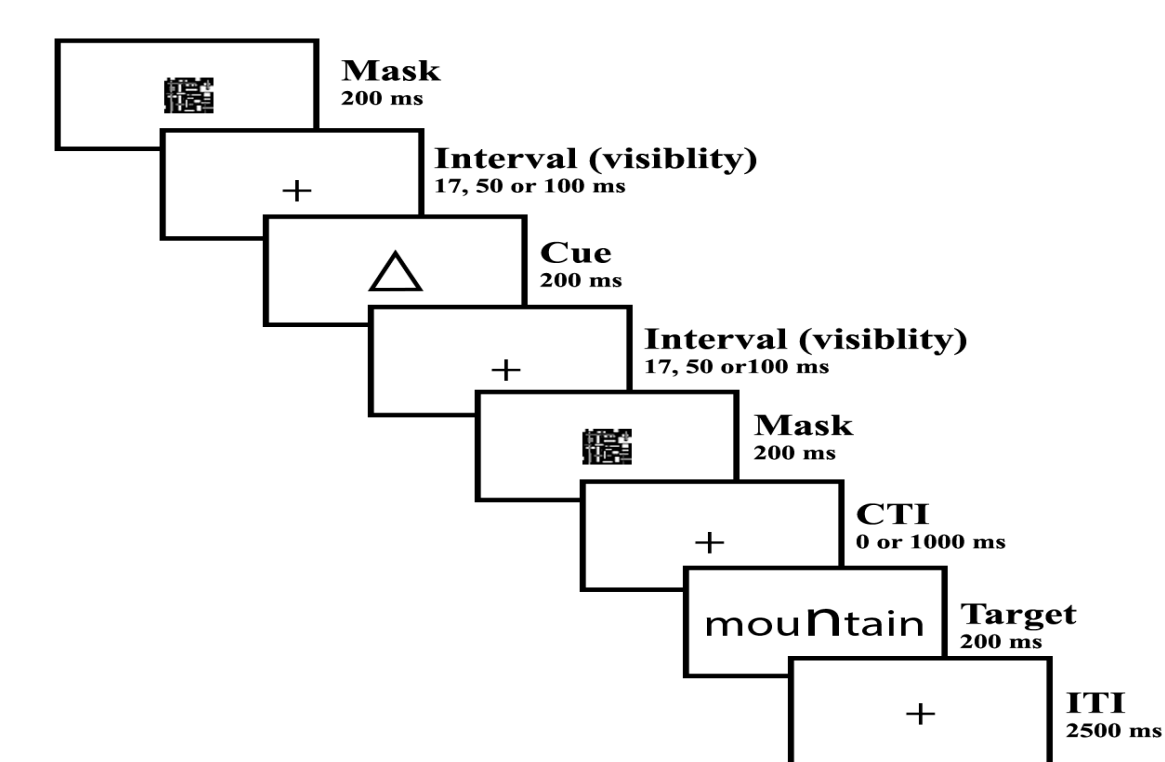 Mask
200 ms
Interval (visiblity)
17, 50 or 100 ms
Cue
200 ms
Interval (visiblity)
17, 50 or100 ms
Mask
200 ms
CTI
0 or 1000 ms
mountain
Target
200 ms
ITI
2500 ms